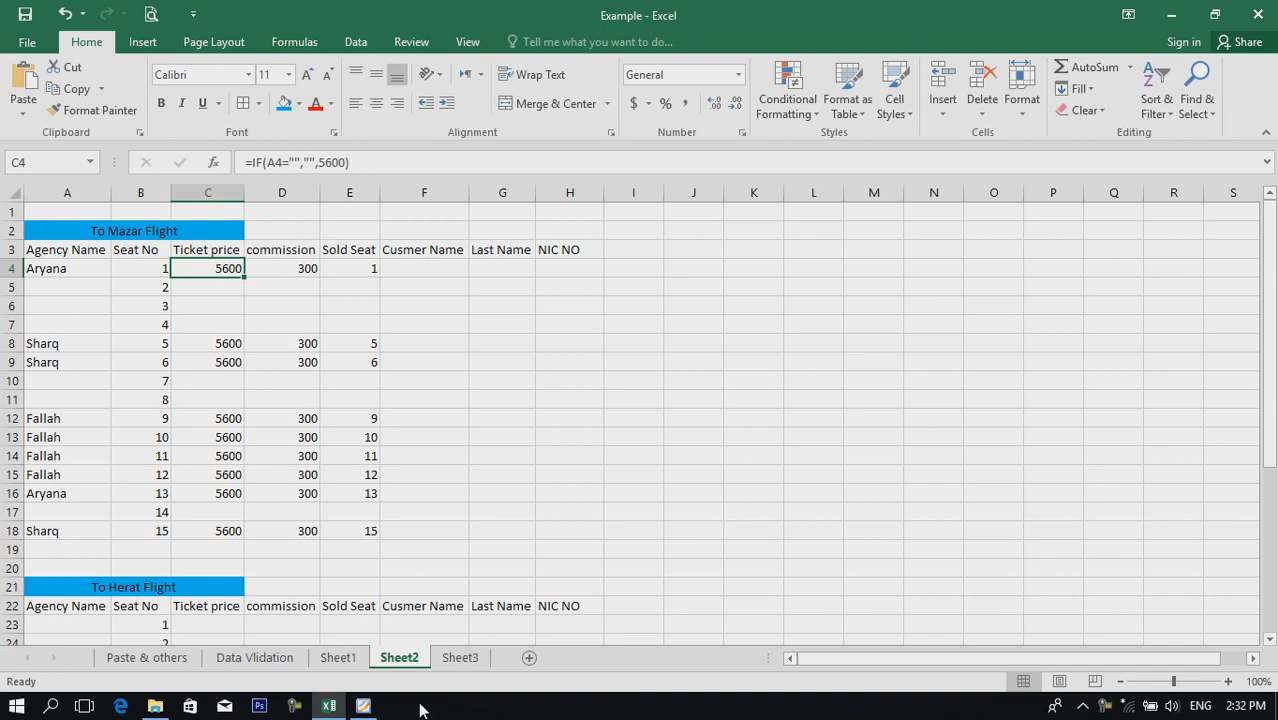 Example - Excel
File Home Insert Page Layout Formulas Data Review View Tell me what you want to do... Sign in Share
Paste Cut Copy Format Painter
Calibri 11
B I U A
Wrap Text
Merge & Center
General
$ % ,
Conditional Formatting Format as Table Cell Styles
Insert Delete Format
AutoSum Fill Clear
Sort & Filter Find & Select
Clipboard Font Alignment Number Styles Cells Editing
C4 fx =IF(A4="","",5600)
A B C D E F G H I J K L M N O P Q R S
1
2 To Mazar Flight
3 Agency Name Seat No Ticket price commission Sold Seat Cusmer Name Last Name NIC NO
4 Aryana 1 5600 300 1
5 2
6 3
7 4
8 Sharq 5 5600 300 5
9 Sharq 6 5600 300 6
10 7
11 8
12 Fallah 9 5600 300 9
13 Fallah 10 5600 300 10
14 Fallah 11 5600 300 11
15 Fallah 12 5600 300 12
16 Aryana 13 5600 300 13
17 14
18 Sharq 15 5600 300 15
19
20
21 To Herat Flight
22 Agency Name Seat No Ticket price commission Sold Seat Cusmer Name Last Name NIC NO
23 1
24 2
Paste & others Data Vlidation Sheet1 Sheet2 Sheet3
Ready 100%
Ps ENG 2:32 PM